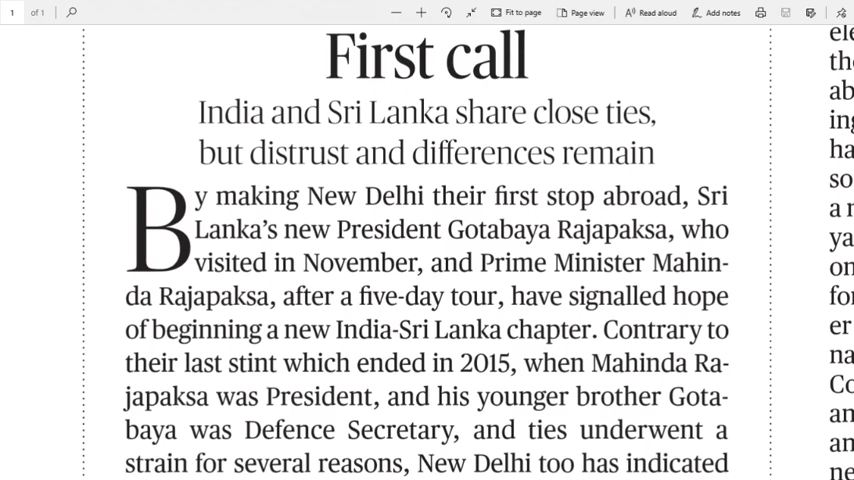 1 of 1 Fit to page Page view Read aloud Add notes
First call
India and Sri Lanka share close ties,
but distrust and differences remain
By making New Delhi their first stop abroad, Sri
Lanka’s new President Gotabaya Rajapaksa, who
visited in November, and Prime Minister Mahin-
da Rajapaksa, after a five-day tour, have signalled hope
of beginning a new India-Sri Lanka chapter. Contrary to
their last stint which ended in 2015, when Mahinda Ra-
japaksa was President, and his younger brother Gota-
baya was Defence Secretary, and ties underwent a
strain for several reasons, New Delhi too has indicated